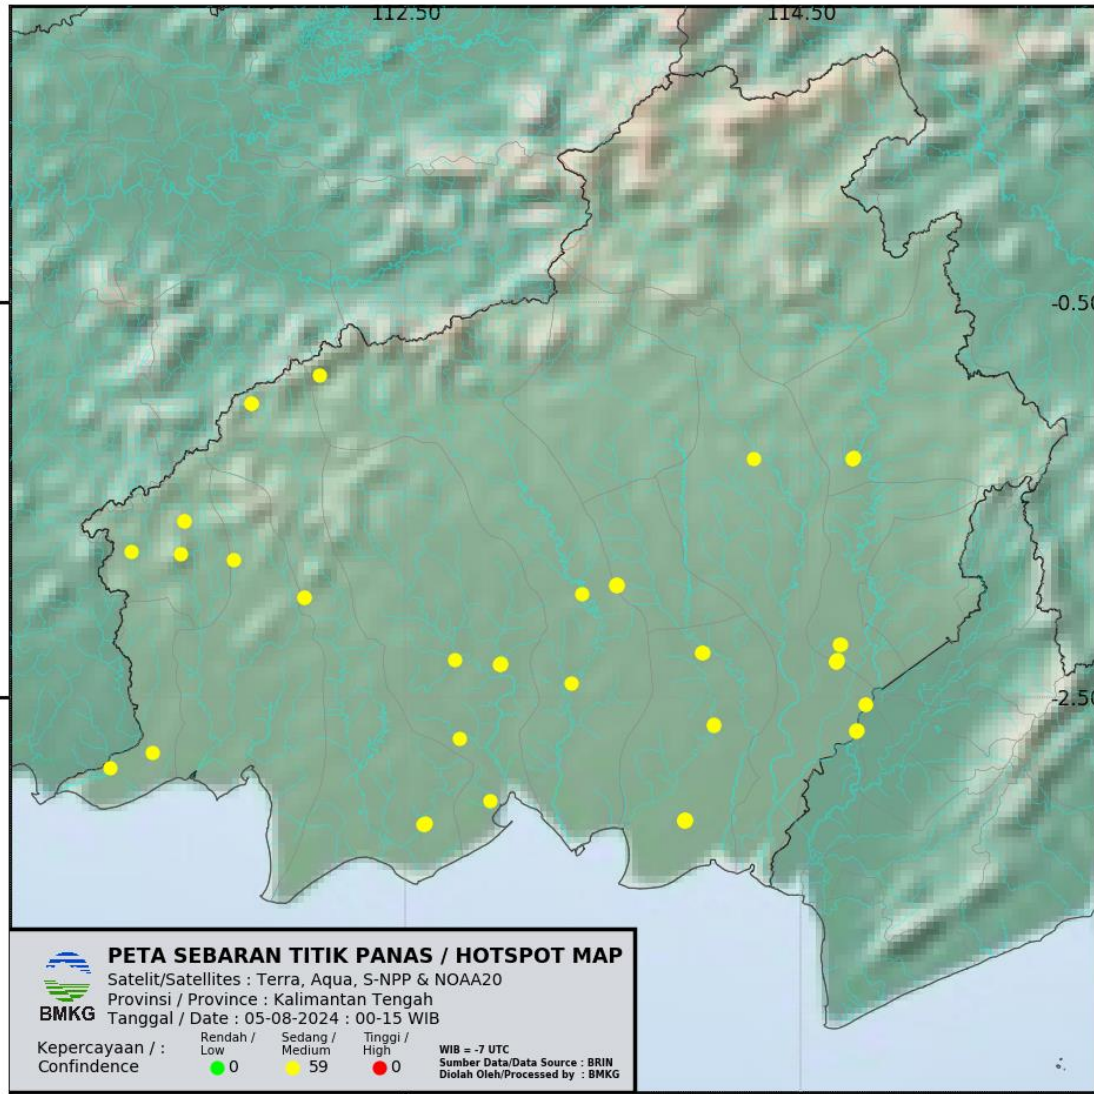 112.50
114.50
-0.50
-2.50
PETA SEBARAN TITIK PANAS / HOTSPOT MAP
Satelit/Satellites : Terra, Aqua, S-NPP & NOAA20
Provinsi / Province : Kalimantan Tengah
Tanggal / Date : 05-08-2024 : 00-15 WIB
BMKG
Kepercayaan / :
Confindence
Rendah /
Low
0
Sedang /
Medium
59
Tinggi /
High
0
WIB = -7 UTC
Sumber Data/Data Source : BRIN
Diolah Oleh/Processed by : BMKG